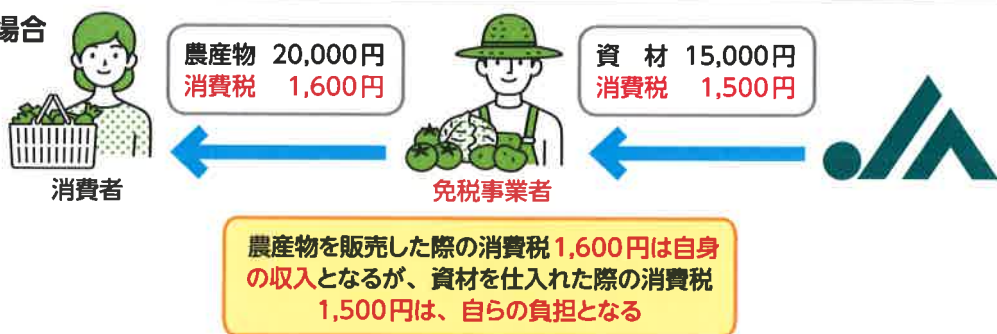 場合
農産物 20,000円
消費税 1,600円
資 材 15,000円
消費税 1,500円
消費者
免税事業者
農産物を販売した際の消費税1,600円は自身
の収入となるが、資材を仕入れた際の消費税
1,500円は、自らの負担となる